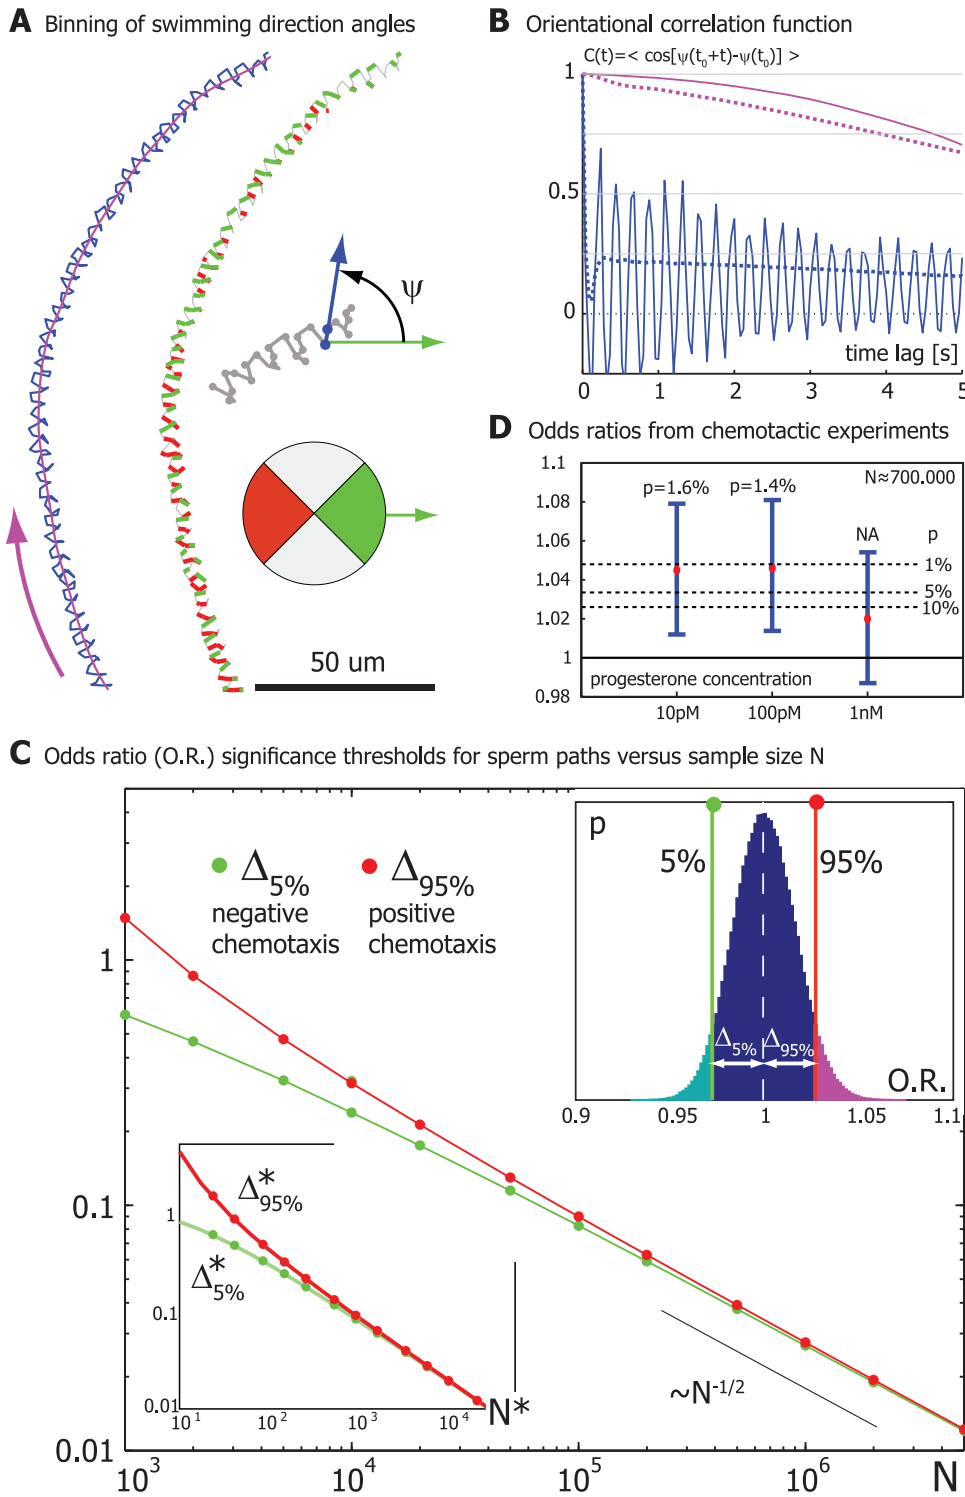 A Binning of swimming direction angles
ψ
50 um
B Orientational correlation function
C(t)=< cos[ψ(t0+t)-ψ(t0)] >
1
0.5
0
time lag [s]
0 1 2 3 4 5
D Odds ratios from chemotactic experiments
1.1
1.08
1.06
1.04
1.02
1
0.98
p=1.6%
p=1.4%
N≈700.000
NA
p
1%
5%
10%
progesterone concentration
10pM 100pM 1nM
C Odds ratio (O.R.) significance thresholds for sperm paths versus sample size N
Δ5%
negative
chemotaxis
Δ95%
positive
chemotaxis
1
0.1
0.01
10^3 10^4 10^5 10^6 N
~N^-1/2
p
5%
95%
Δ5% Δ95%
O.R.
0.9 0.95 1 1.05 1.1
Δ*95%
Δ*5%
1
0.1
0.01
10^1 10^2 10^3 10^4 N*